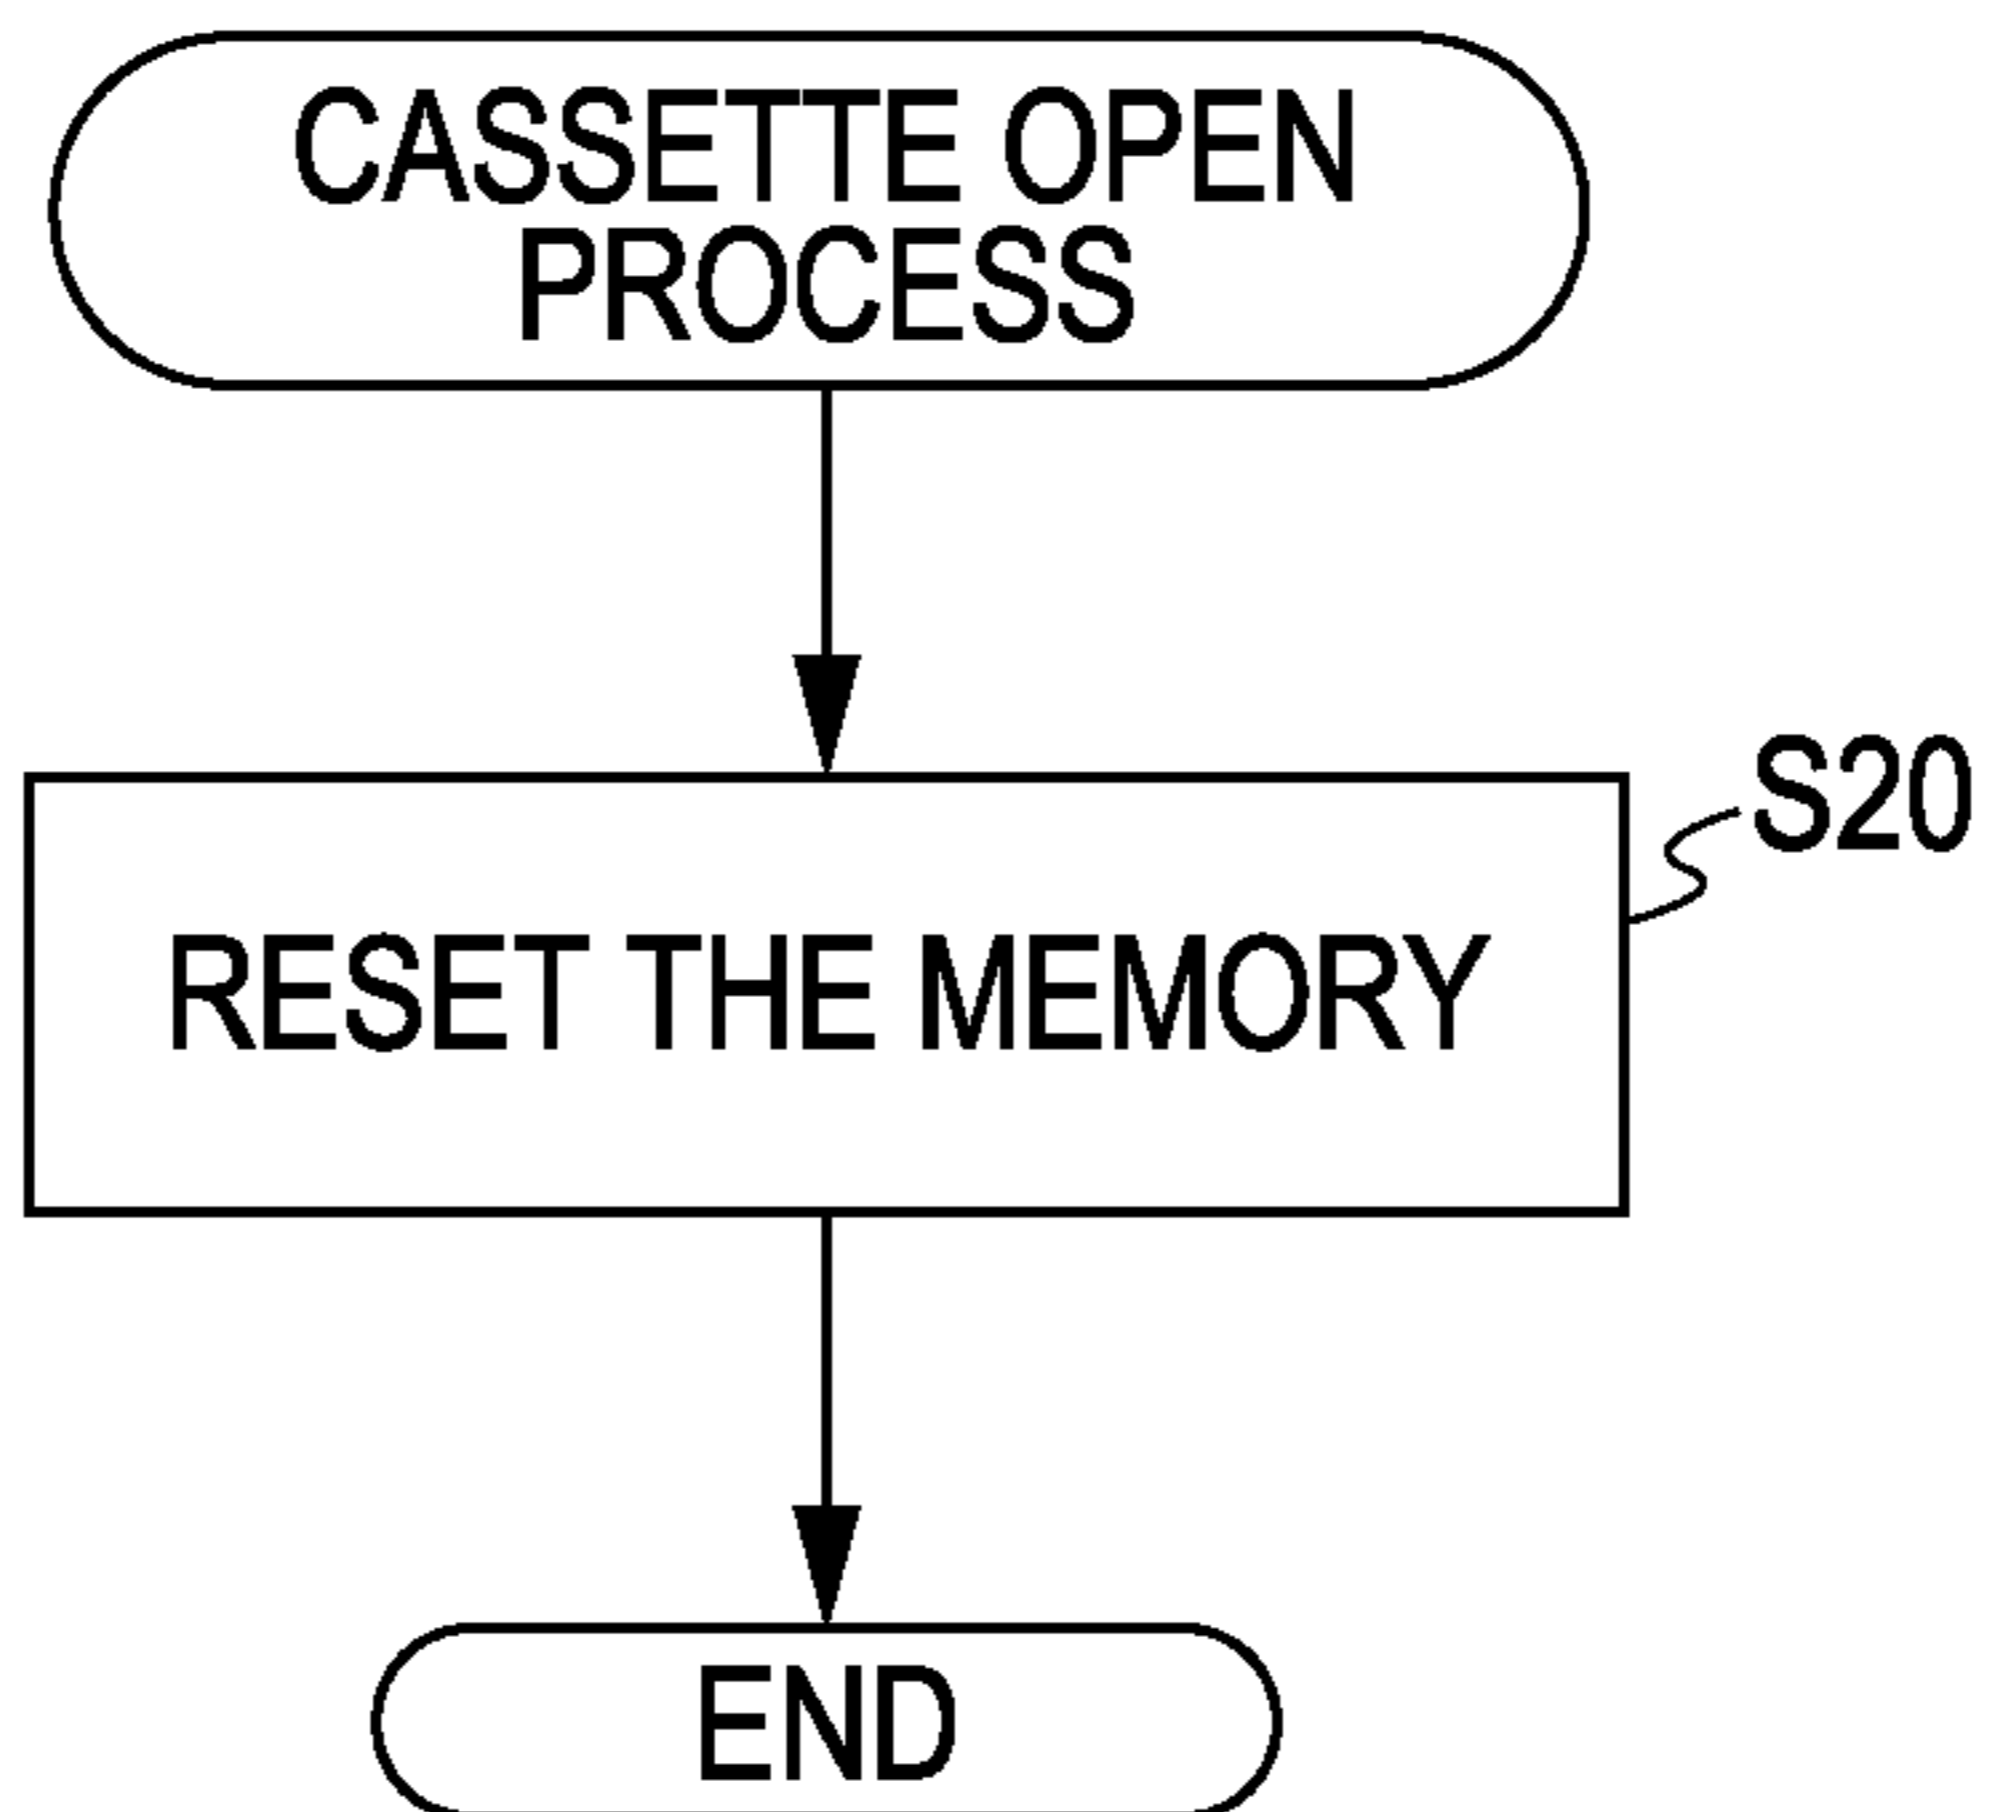 CASSETTE OPEN
PROCESS
S20
RESET THE MEMORY
END